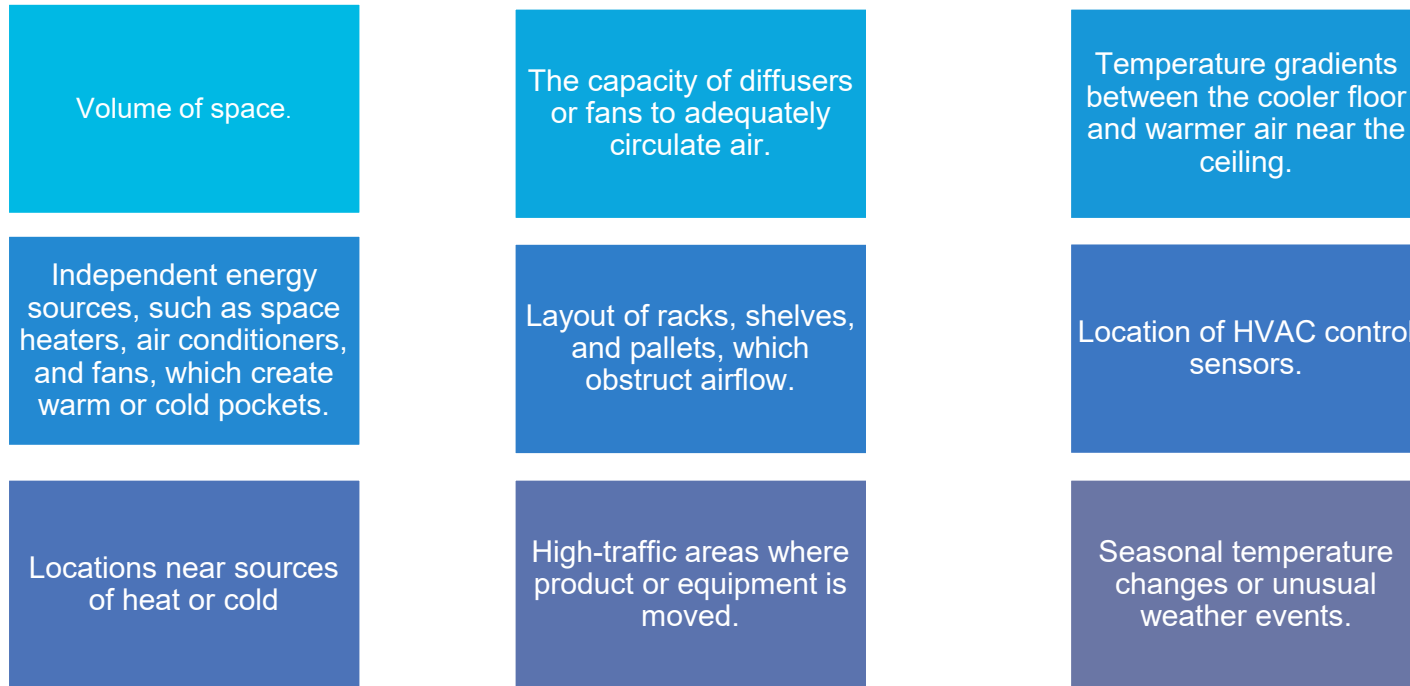 Volume of space.
The capacity of diffusers
or fans to adequately
circulate air.
Temperature gradients
between the cooler floor
and warmer air near the
ceiling.
Independent energy
sources, such as space
heaters, air conditioners,
and fans, which create
warm or cold pockets.
Layout of racks, shelves,
and pallets, which
obstruct airflow.
Location of HVAC control
sensors.
Locations near sources
of heat or cold
High-traffic areas where
product or equipment is
moved.
Seasonal temperature
changes or unusual
weather events.